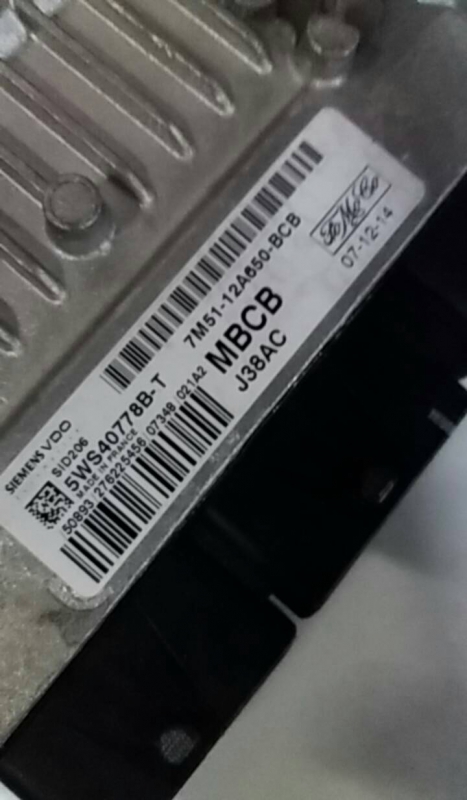 SIEMENS VDO
SID206
5WS40778B-T
MADE IN FRANCE
50893 276225456 07348 021A2
7M51-12A650-BCB
MBCB
J38AC
FoMoCo
07-12-14